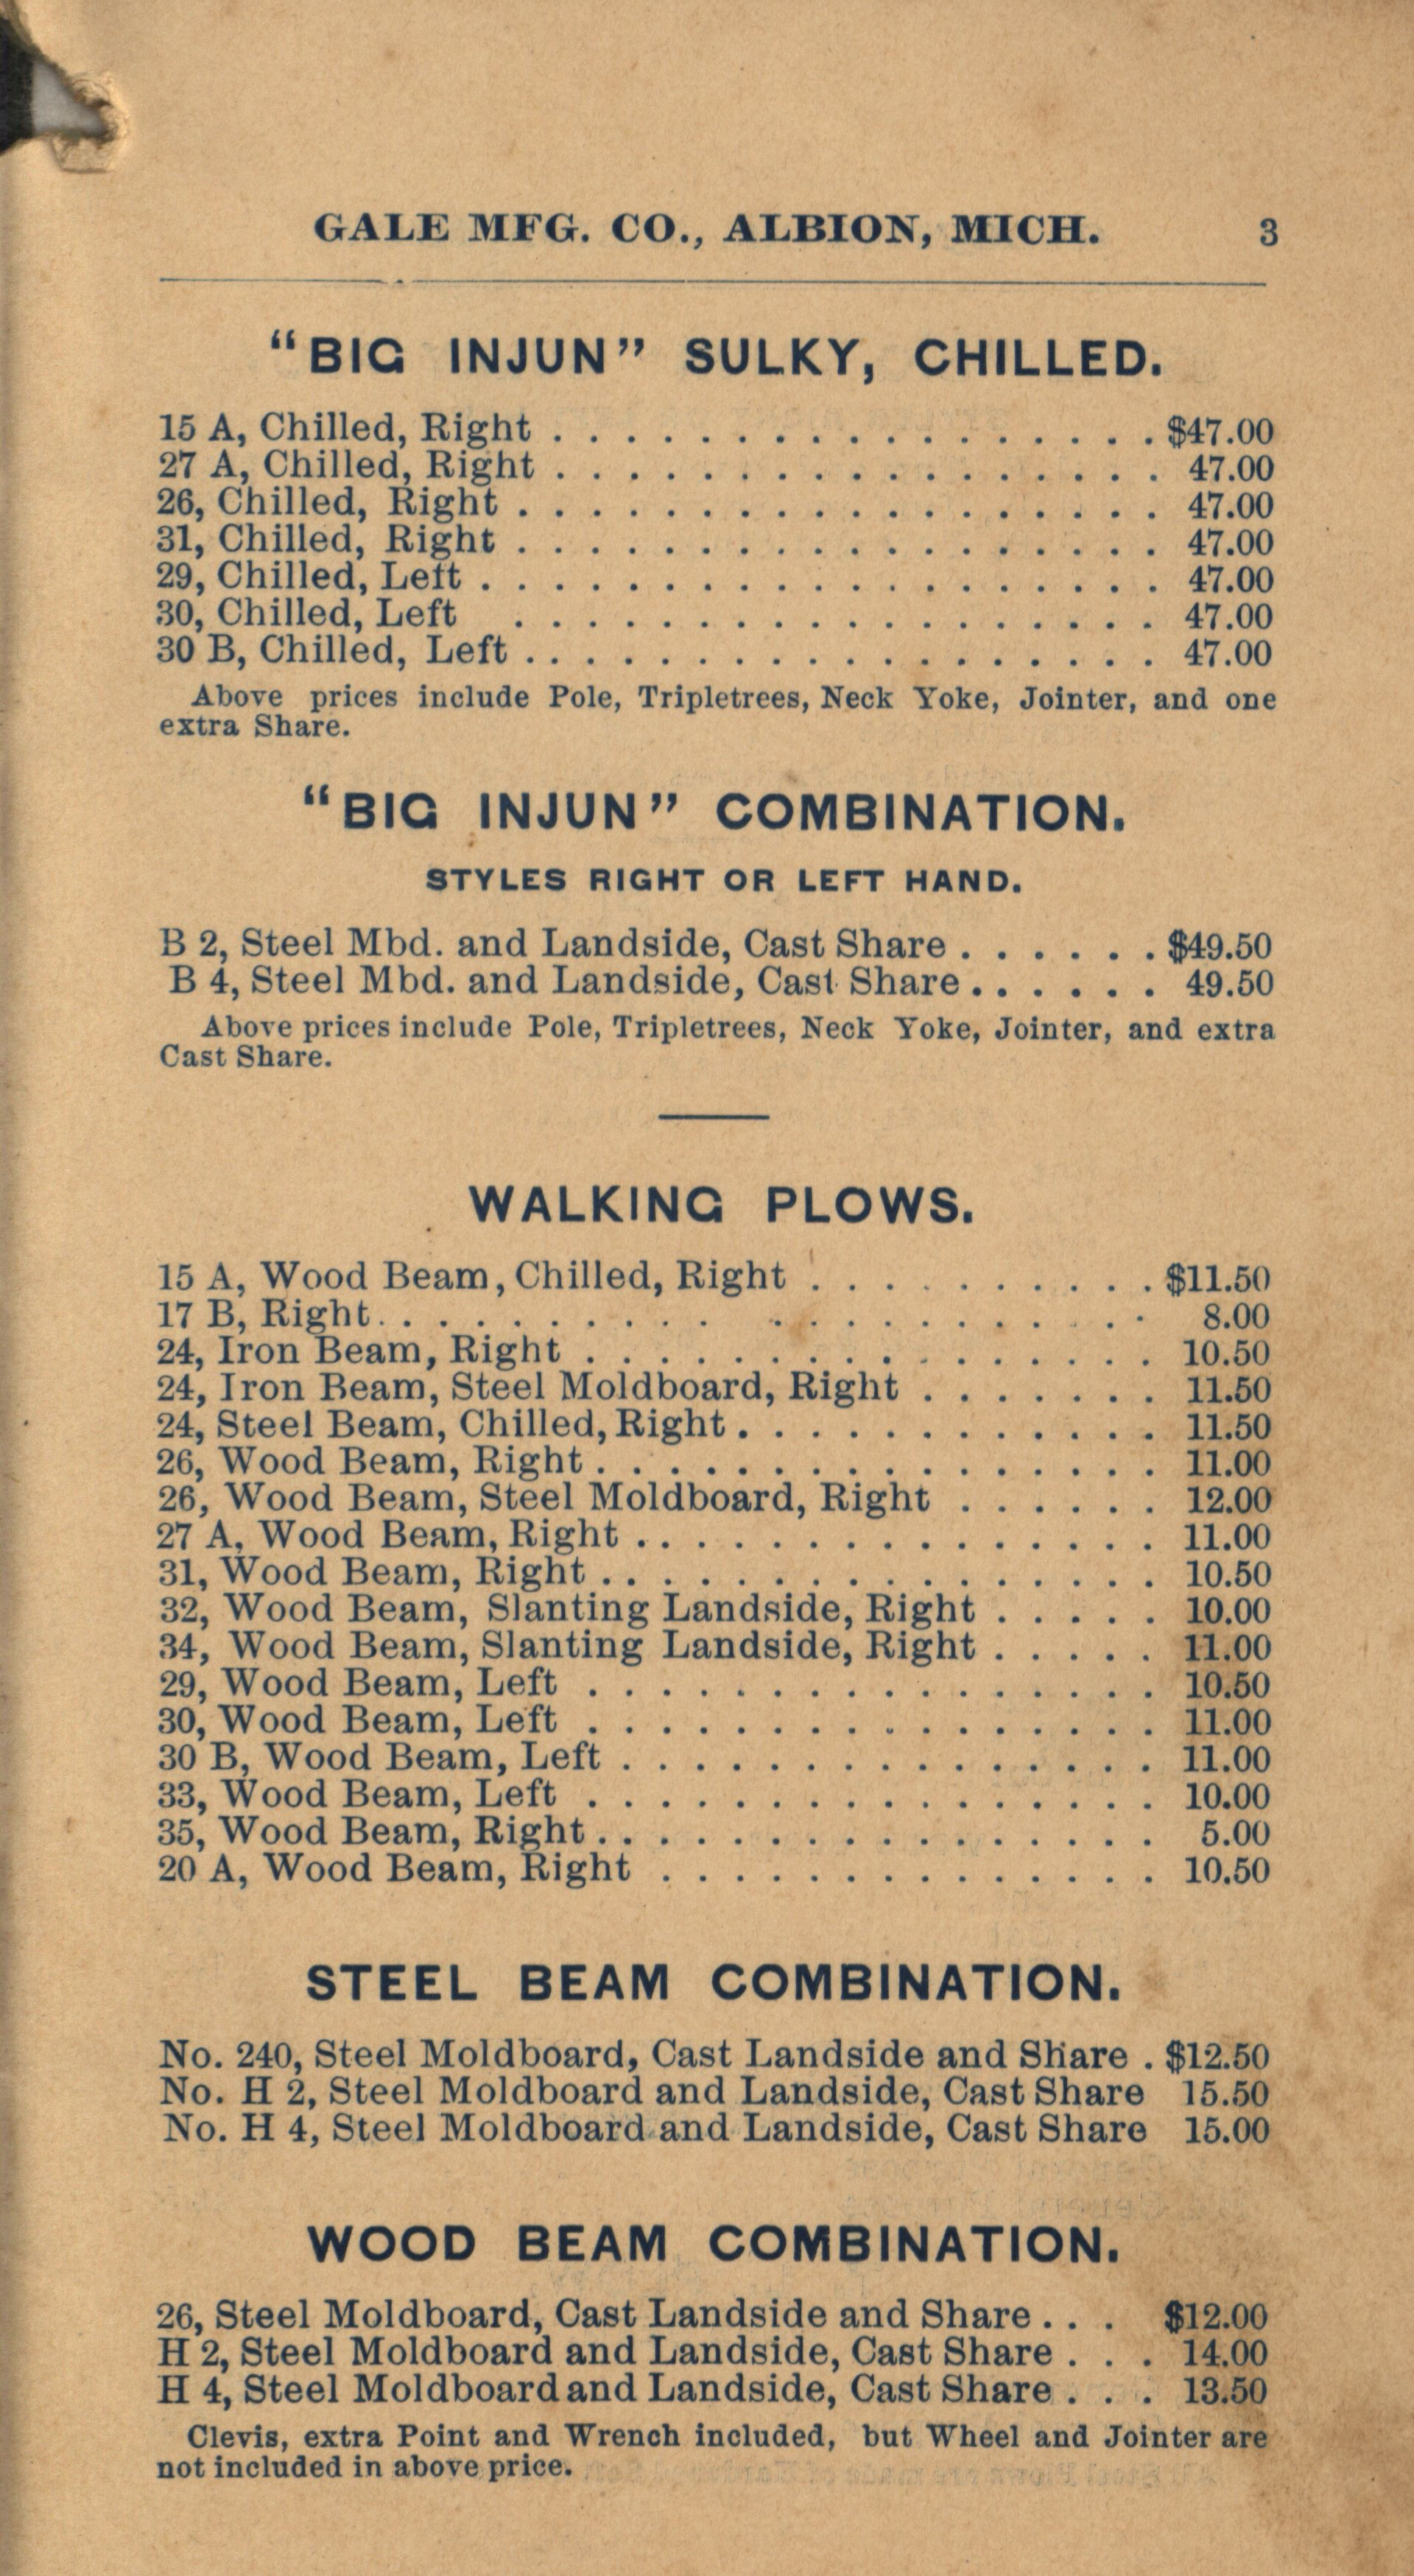 GALE MFG. CO., ALBION, MICH. 3
"BIG INJUN" SULKY, CHILLED.
15 A, Chilled, Right . . . . . . . . . . . . . . . . . $47.00
27 A, Chilled, Right . . . . . . . . . . . . . . . . . 47.00
26, Chilled, Right . . . . . . . . . . . . . . . . . . 47.00
31, Chilled, Right . . . . . . . . . . . . . . . . . . 47.00
29, Chilled, Left . . . . . . . . . . . . . . . . . . . 47.00
30, Chilled, Left . . . . . . . . . . . . . . . . . . 47.00
30 B, Chilled, Left . . . . . . . . . . . . . . . . . . 47.00
Above prices include Pole, Tripletrees, Neck Yoke, Jointer, and one
extra Share.
"BIG INJUN" COMBINATION.
STYLES RIGHT OR LEFT HAND.
B 2, Steel Mbd. and Landside, Cast Share . . . . . . $49.50
B 4, Steel Mbd. and Landside, Cast Share . . . . . . 49.50
Above prices include Pole, Tripletrees, Neck Yoke, Jointer, and extra
Cast Share.
WALKING PLOWS.
15 A, Wood Beam, Chilled, Right . . . . . . . . . . $11.50
17 B, Right. . . . . . . . . . . . . . . . . . . . . 8.00
24, Iron Beam, Right . . . . . . . . . . . . . . . . 10.50
24, Iron Beam, Steel Moldboard, Right . . . . . . . 11.50
24, Steel Beam, Chilled, Right . . . . . . . . . . . . 11.50
26, Wood Beam, Right . . . . . . . . . . . . . . . . 11.00
26, Wood Beam, Steel Moldboard, Right . . . . . . 12.00
27 A, Wood Beam, Right . . . . . . . . . . . . . . . 11.00
31, Wood Beam, Right . . . . . . . . . . . . . . . . 10.50
32, Wood Beam, Slanting Landside, Right . . . . . 10.00
34, Wood Beam, Slanting Landside, Right . . . . . 11.00
29, Wood Beam, Left . . . . . . . . . . . . . . . . 10.50
30, Wood Beam, Left . . . . . . . . . . . . . . . . 11.00
30 B, Wood Beam, Left . . . . . . . . . . . . . . . 11.00
33, Wood Beam, Left . . . . . . . . . . . . . . . . 10.00
35, Wood Beam, Right . . . . . . . . . . . . . . . . 5.00
20 A, Wood Beam, Right . . . . . . . . . . . . . . 10.50
STEEL BEAM COMBINATION.
No. 240, Steel Moldboard, Cast Landside and Share . $12.50
No. H 2, Steel Moldboard and Landside, Cast Share 15.50
No. H 4, Steel Moldboard and Landside, Cast Share 15.00
WOOD BEAM COMBINATION.
26, Steel Moldboard, Cast Landside and Share . . . $12.00
H 2, Steel Moldboard and Landside, Cast Share . . . 14.00
H 4, Steel Moldboard and Landside, Cast Share . . . 13.50
Clevis, extra Point and Wrench included, but Wheel and Jointer are
not included in above price.